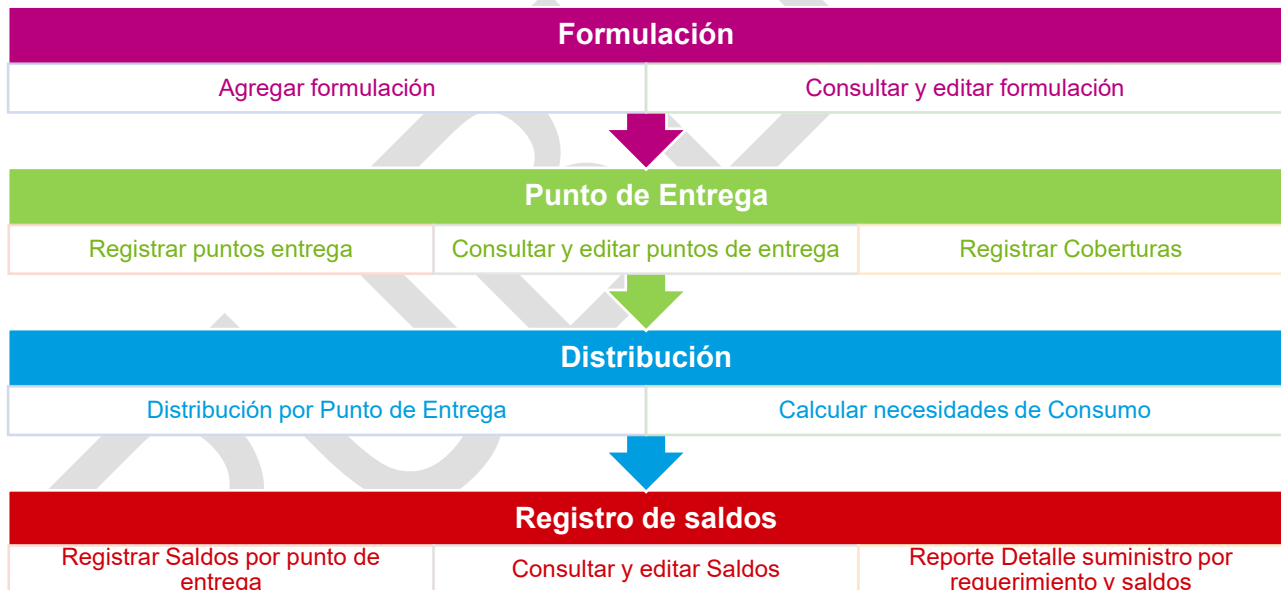 Formulación
Agregar formulación
Consultar y editar formulación
Punto de Entrega
Registrar puntos entrega
Consultar y editar puntos de entrega
Registrar Coberturas
Distribución
Distribución por Punto de Entrega
Calcular necesidades de Consumo
Registro de saldos
Registrar Saldos por punto de
entrega
Consultar y editar Saldos
Reporte Detalle suministro por
requerimiento y saldos